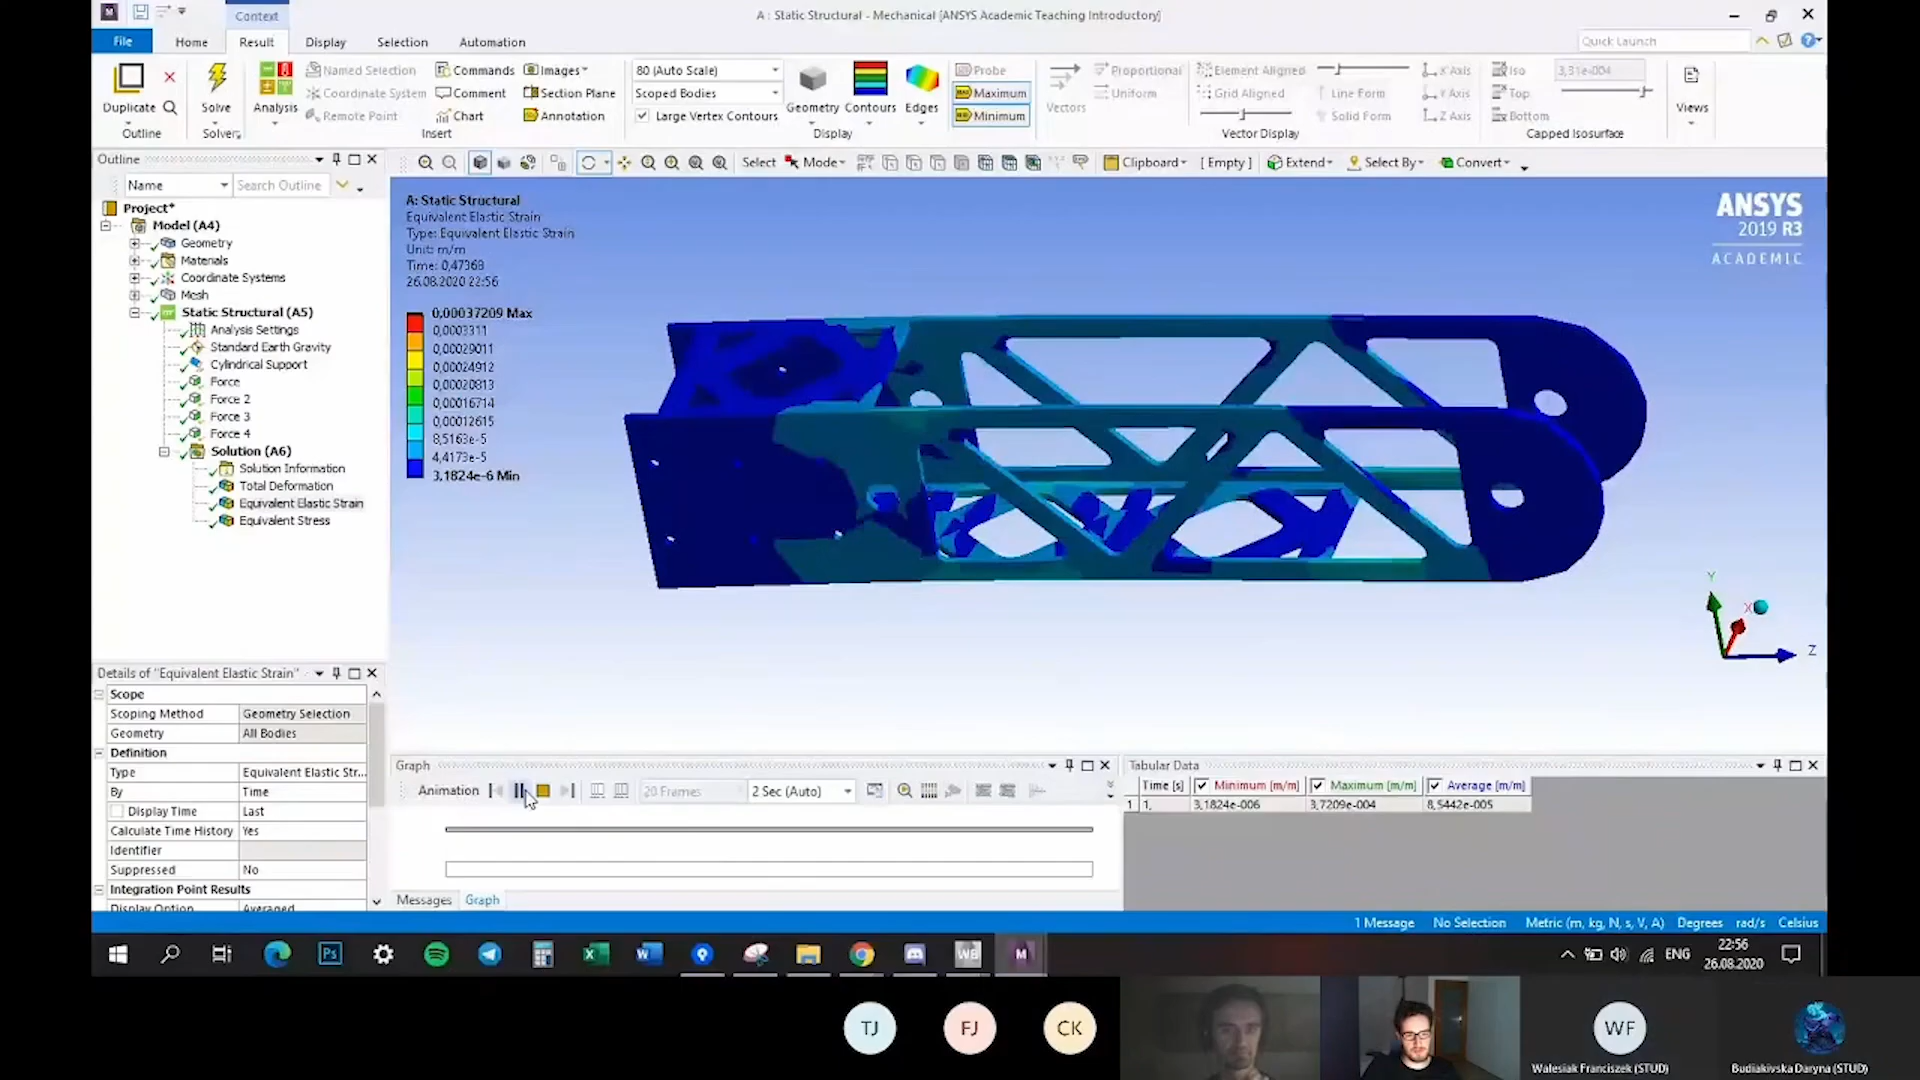 Context
A : Static Structural - Mechanical [ANSYS Academic Teaching Introductory]
File Home Result Display Selection Automation
Quick Launch
Duplicate
Outline
Solve
Solver
Analysis
Named Selection
Coordinate System
Remote Point
Commands
Comment
Chart
Images
Section Plane
Annotation
Insert
80 (Auto Scale)
Scoped Bodies
Large Vertex Contours
Geometry Contours Edges
Display
Probe
Maximum
Minimum
Vectors
Proportional
Uniform
Element Aligned
Grid Aligned
Line Form
Solid Form
X Axis
Y Axis
Z Axis
Vector Display
Iso
Top
Bottom
3,31e-004
Capped Isosurface
Views
Select Mode Clipboard [ Empty ] Extend Select By Convert
Outline
Name Search Outline
Project*
Model (A4)
Geometry
Materials
Coordinate Systems
Mesh
Static Structural (A5)
Analysis Settings
Standard Earth Gravity
Cylindrical Support
Force
Force 2
Force 3
Force 4
Solution (A6)
Solution Information
Total Deformation
Equivalent Elastic Strain
Equivalent Stress
A: Static Structural
Equivalent Elastic Strain
Type: Equivalent Elastic Strain
Unit: m/m
Time: 0,47368
26.08.2020 22:56
0,00037209 Max
0,0003311
0,00029011
0,00024912
0,00020813
0,00016714
0,00012615
8,5163e-5
4,4173e-5
3,1824e-6 Min
ANSYS
2019 R3
ACADEMIC
Y
X
Z
Details of "Equivalent Elastic Strain"
Scope
Scoping Method Geometry Selection
Geometry All Bodies
Definition
Type Equivalent Elastic Str...
By Time
Display Time Last
Calculate Time History Yes
Identifier
Suppressed No
Integration Point Results
Display Option Averaged
Graph
Animation 20 Frames 2 Sec (Auto)
Messages Graph
Tabular Data
Time [s] Minimum [m/m] Maximum [m/m] Average [m/m]
1 1, 3,1824e-006 3,7209e-004 8,5442e-005
1 Message No Selection Metric (m, kg, N, s, V, A) Degrees rad/s Celsius
Ps
WB
M
ENG
22:56
26.08.2020
TJ
FJ
CK
WF
Walesiak Franciszek (STUD)
Budiakivska Daryna (STUD)